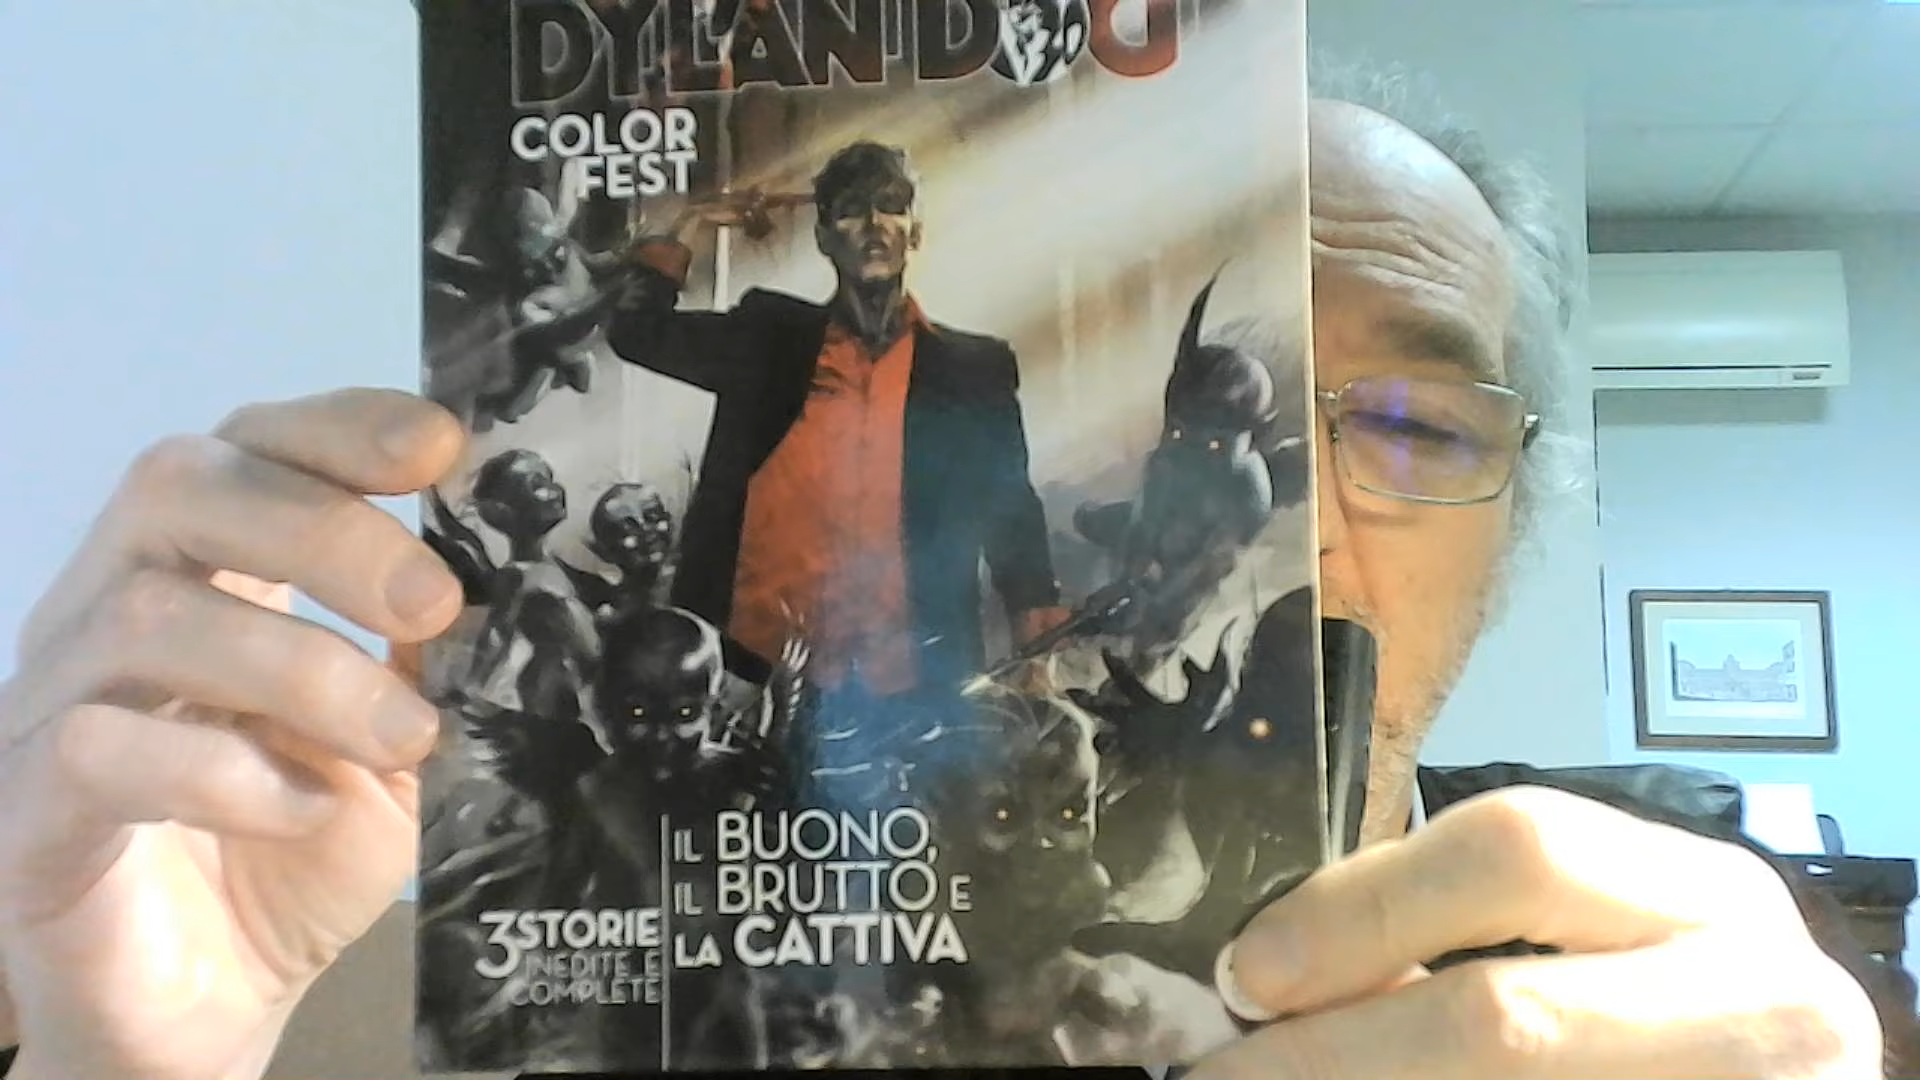 DYLAN DOG
COLOR
FEST
IL BUONO,
IL BRUTTO E
LA CATTIVA
3 STORIE
INEDITE E
COMPLETE